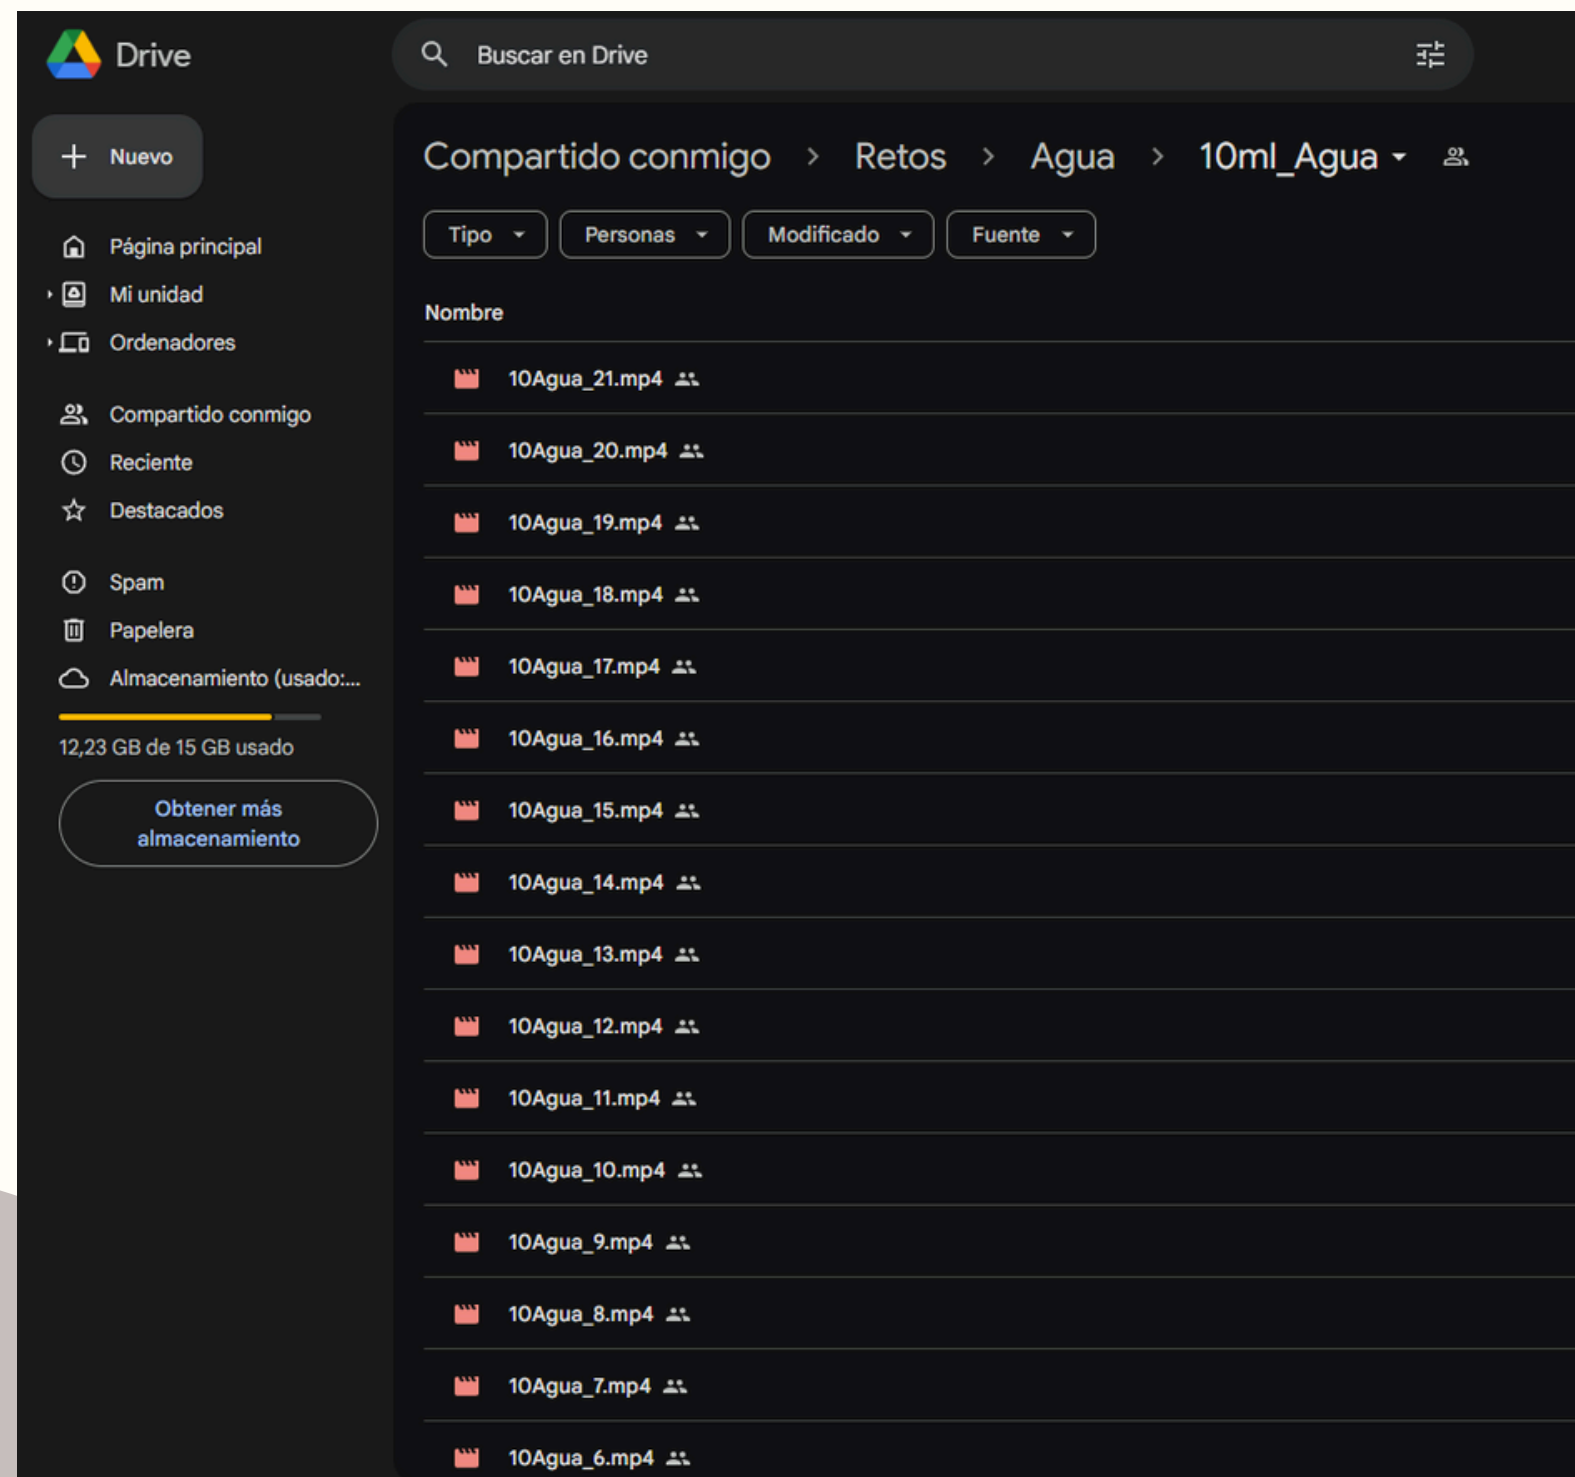 Drive
Buscar en Drive
Nuevo
Página principal
Mi unidad
Ordenadores
Compartido conmigo
Reciente
Destacados
Spam
Papelera
Almacenamiento (usado:...
12,23 GB de 15 GB usado
Obtener más
almacenamiento
Compartido conmigo > Retos > Agua > 10ml_Agua
Tipo Personas Modificado Fuente
Nombre
10Agua_21.mp4
10Agua_20.mp4
10Agua_19.mp4
10Agua_18.mp4
10Agua_17.mp4
10Agua_16.mp4
10Agua_15.mp4
10Agua_14.mp4
10Agua_13.mp4
10Agua_12.mp4
10Agua_11.mp4
10Agua_10.mp4
10Agua_9.mp4
10Agua_8.mp4
10Agua_7.mp4
10Agua_6.mp4